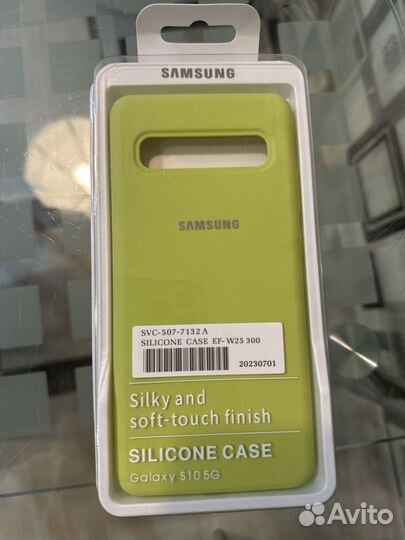 SAMSUNG
SAMSUNG
SVC-507-7132 A
SILICONE CASE EF-W25 300
20230701
Silky and
soft-touch finish
SILICONE CASE
Galaxy S10 5G
Avito